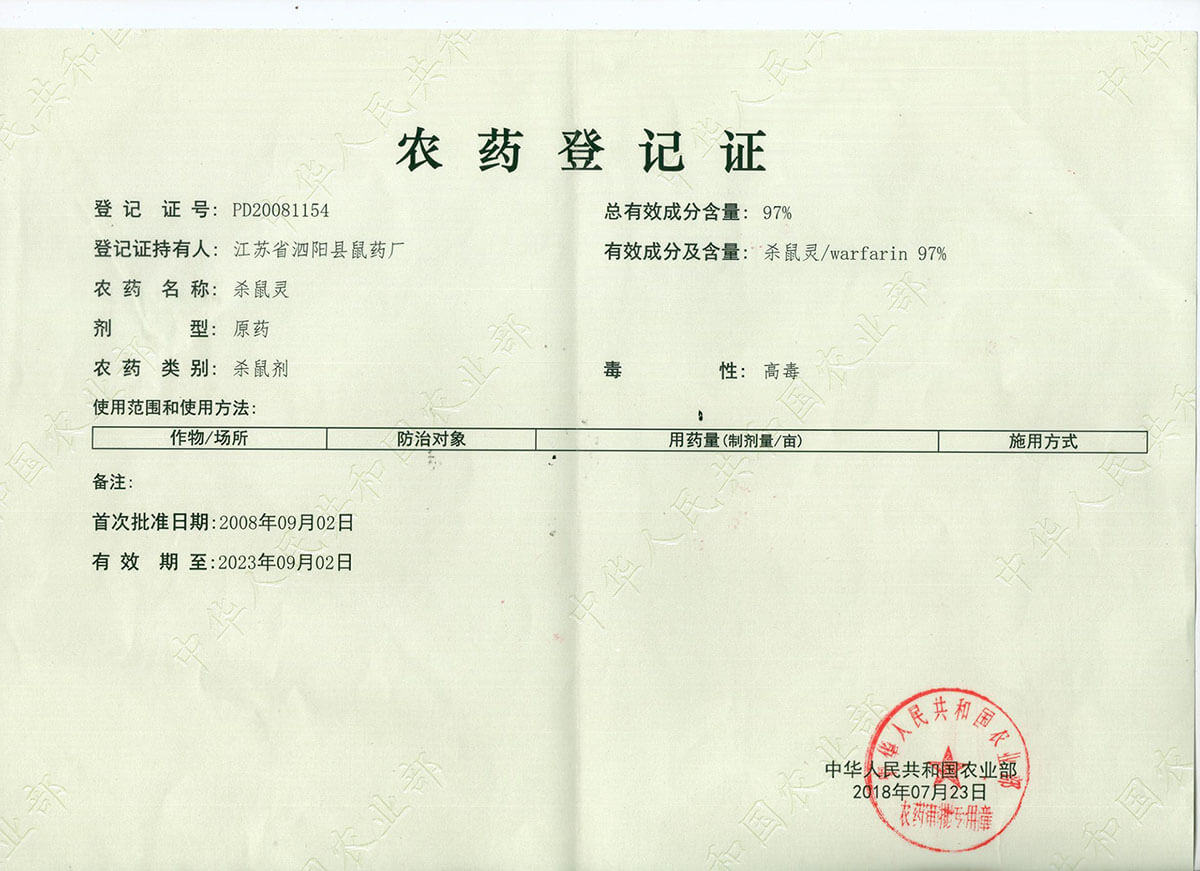 农药登记证
登记证号：PD20081154
总有效成分含量：97%
登记证持有人：江苏省泗阳县鼠药厂
有效成分及含量：杀鼠灵/warfarin 97%
农药名称：杀鼠灵
剂型：原药
农药类别：杀鼠剂
毒性：高毒
使用范围和使用方法：
作物/场所 防治对象 用药量(制剂量/亩) 施用方式
备注：
首次批准日期:2008年09月02日
有效期至:2023年09月02日
中华人民共和国农业部
中华人民共和国农业部
2018年07月23日
农药审批专用章